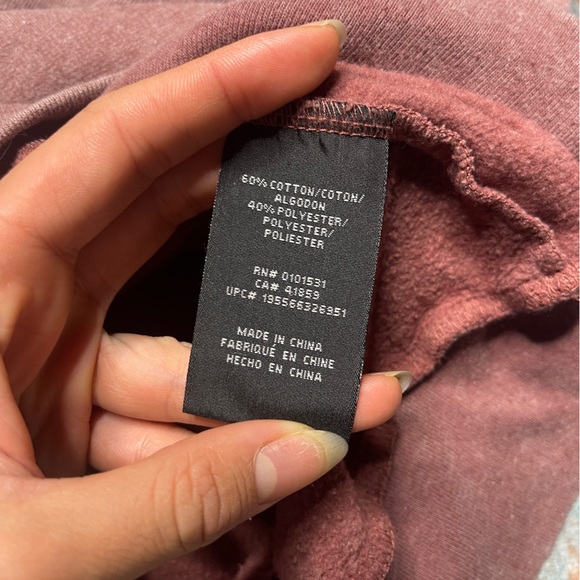 60% COTTON/COTON/
ALGODON
40% POLYESTER/
POLYESTER/
POLIESTER
RN# 0101531
CA# 41859
UPC# 195566326951
MADE IN CHINA
FABRIQUÉ EN CHINE
HECHO EN CHINA